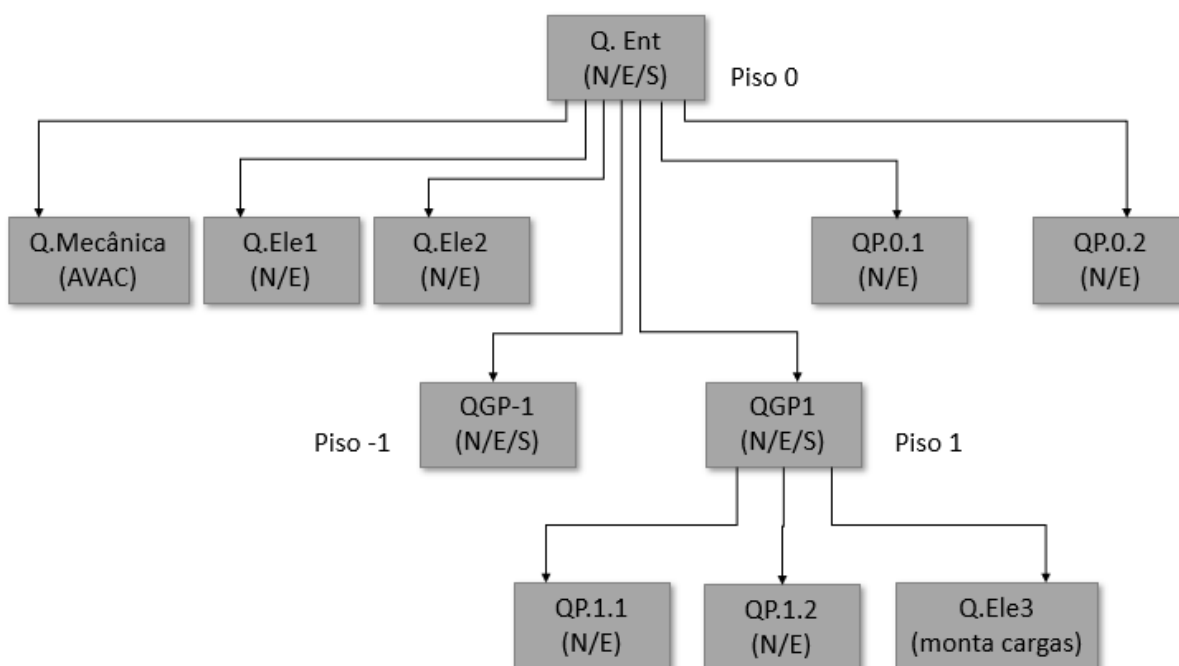 Q. Ent
(N/E/S)
Piso 0
Q.Mecânica
(AVAC)
Q.Ele1
(N/E)
Q.Ele2
(N/E)
QP.0.1
(N/E)
QP.0.2
(N/E)
Piso -1
QGP-1
(N/E/S)
QGP1
(N/E/S)
Piso 1
QP.1.1
(N/E)
QP.1.2
(N/E)
Q.Ele3
(monta cargas)